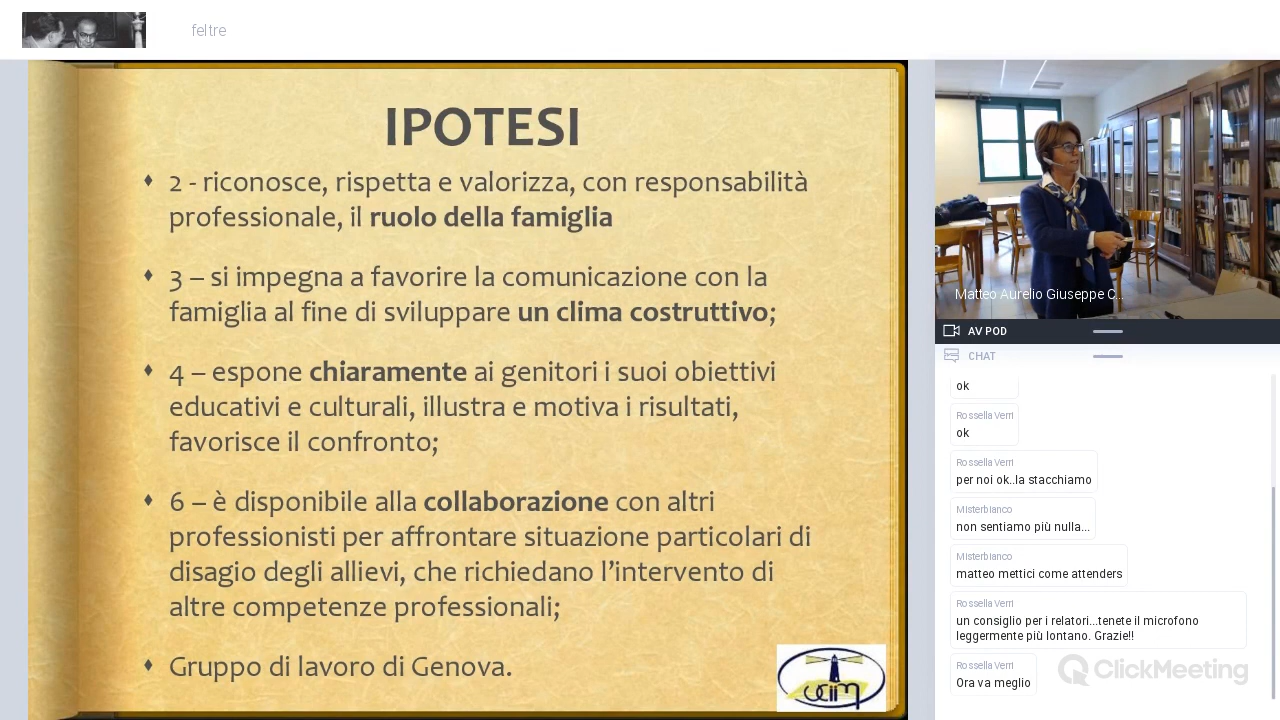 feltre
IPOTESI
♦ 2 - riconosce, rispetta e valorizza, con responsabilità
professionale, il ruolo della famiglia
♦ 3 – si impegna a favorire la comunicazione con la
famiglia al fine di sviluppare un clima costruttivo;
♦ 4 – espone chiaramente ai genitori i suoi obiettivi
educativi e culturali, illustra e motiva i risultati,
favorisce il confronto;
♦ 6 – è disponibile alla collaborazione con altri
professionisti per affrontare situazione particolari di
disagio degli allievi, che richiedano l’intervento di
altre competenze professionali;
♦ Gruppo di lavoro di Genova.
ucim
Matteo Aurelio Giuseppe C...
AV POD
CHAT
ok
Rossella Verri
ok
Rossella Verri
per noi ok..la stacchiamo
Misterbianco
non sentiamo più nulla...
Misterbianco
matteo mettici come attenders
Rossella Verri
un consiglio per i relatori...tenete il microfono
leggermente più lontano. Grazie!!
Rossella Verri
Ora va meglio
ClickMeeting